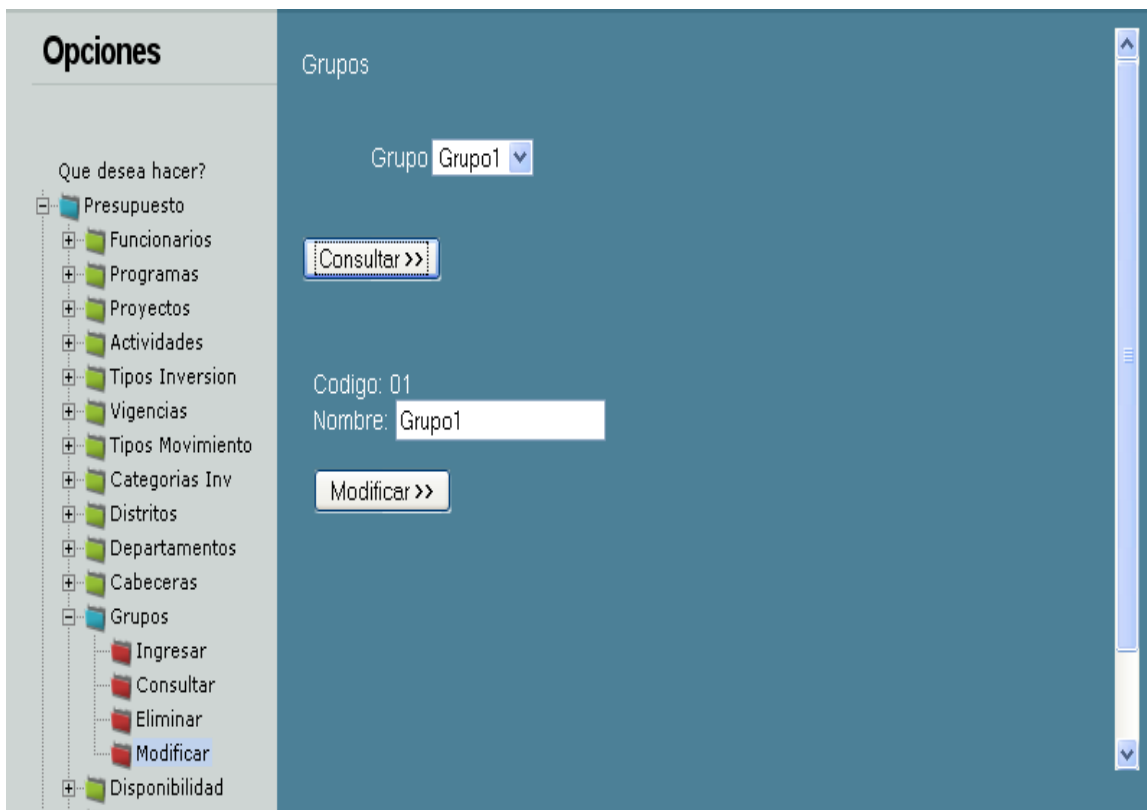 Opciones
Que desea hacer?
Presupuesto
Funcionarios
Programas
Proyectos
Actividades
Tipos Inversion
Vigencias
Tipos Movimiento
Categorias Inv
Distritos
Departamentos
Cabeceras
Grupos
Ingresar
Consultar
Eliminar
Modificar
Disponibilidad
Grupos
Grupo Grupo1
Consultar >>
Codigo: 01
Nombre: Grupo1
Modificar >>